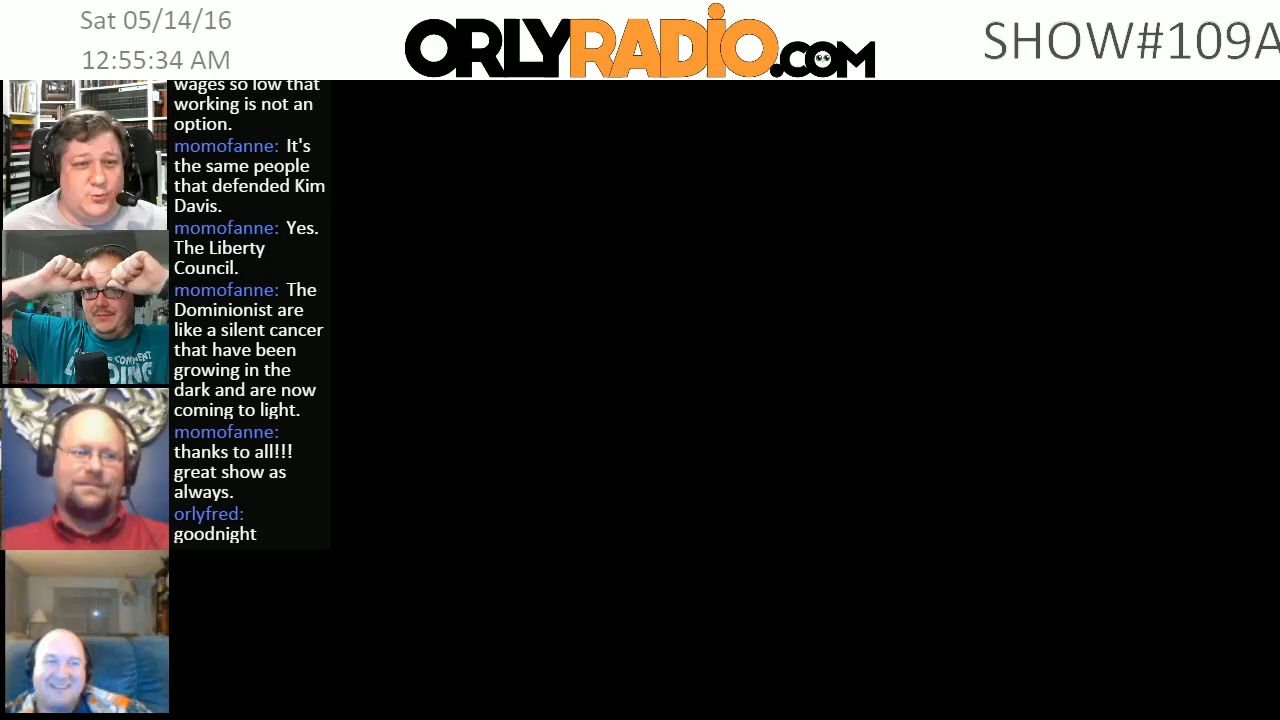 Sat 05/14/16
12:55:34 AM
ORLYRADIO.COM
SHOW#109A
wages so low that
working is not an
option.
momofanne: It's
the same people
that defended Kim
Davis.
momofanne: Yes.
The Liberty
Council.
momofanne: The
Dominionist are
like a silent cancer
that have been
growing in the
dark and are now
coming to light.
momofanne:
thanks to all!!!
great show as
always.
orlyfred:
goodnight
COMMENT